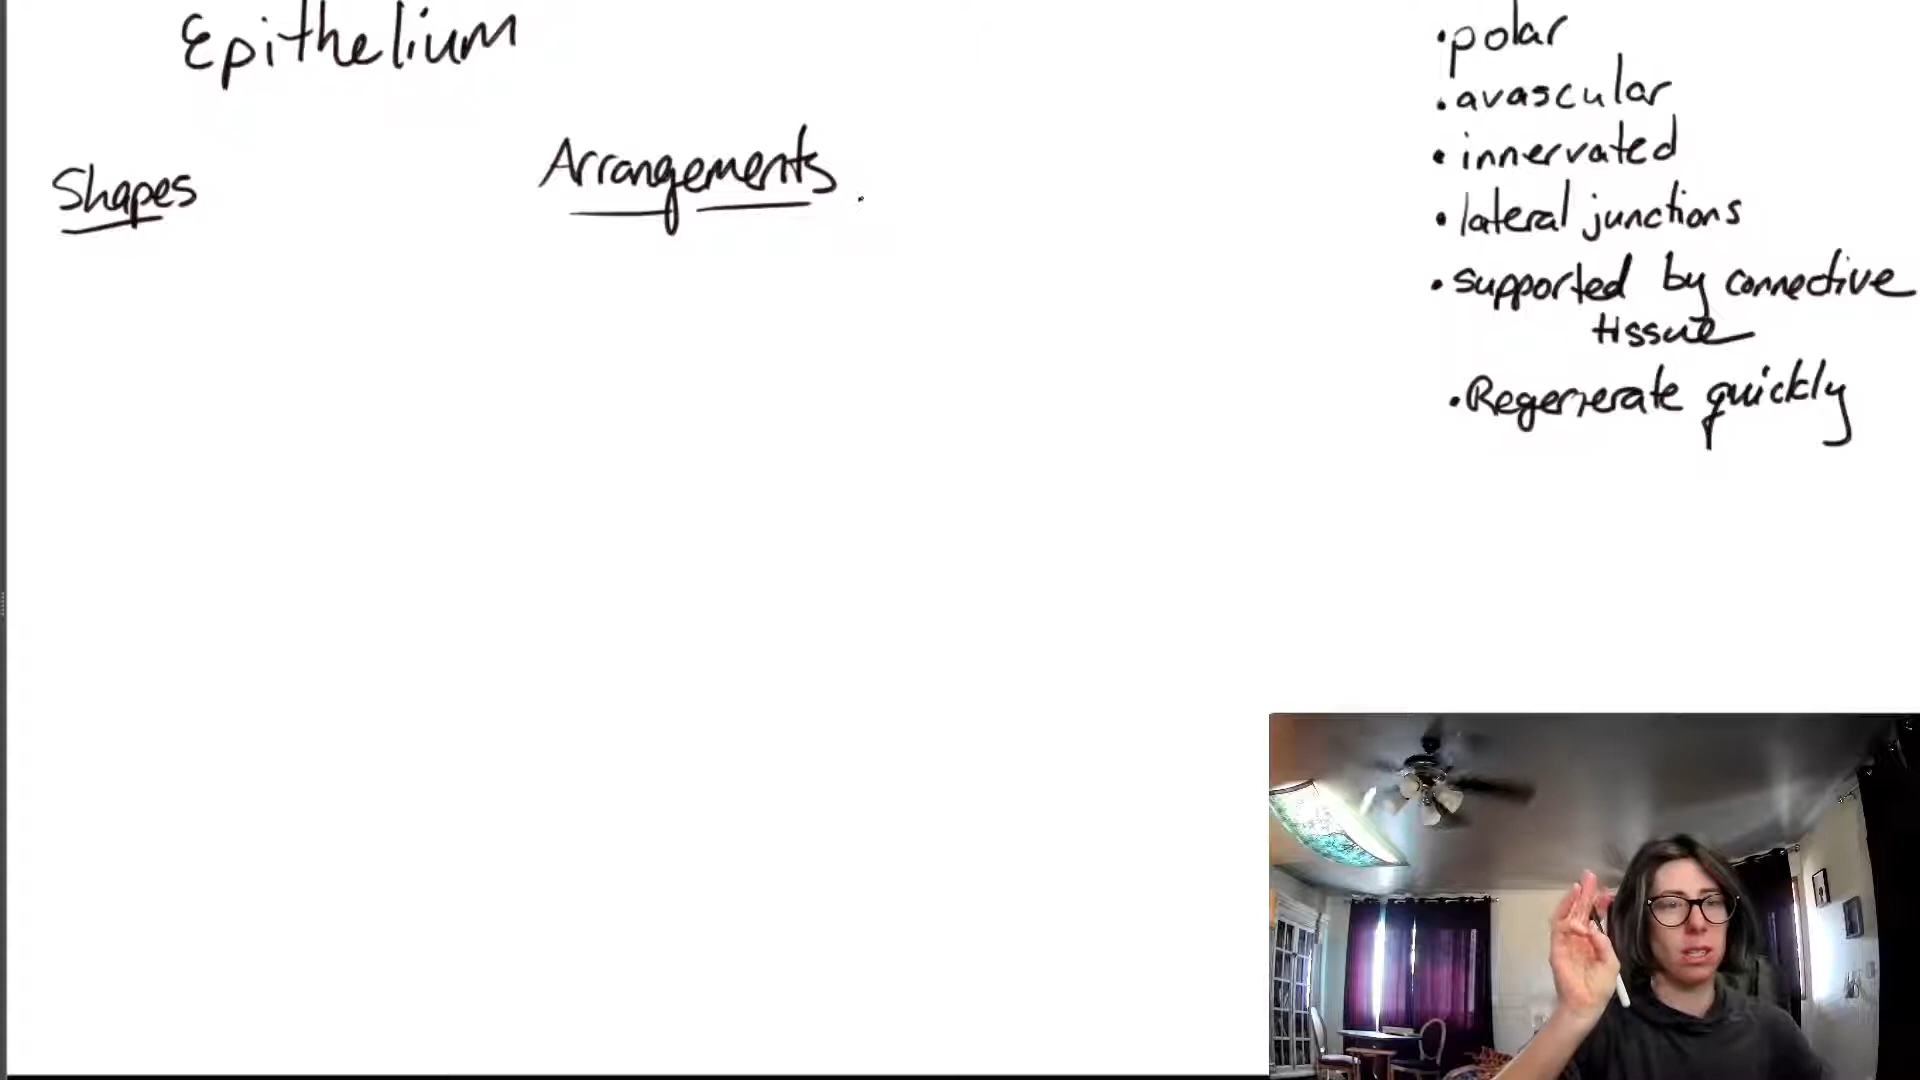 Epithelium
Shapes
Arrangements
•polar
•avascular
•innervated
•lateral junctions
•supported by connective
tissue
•Regenerate quickly